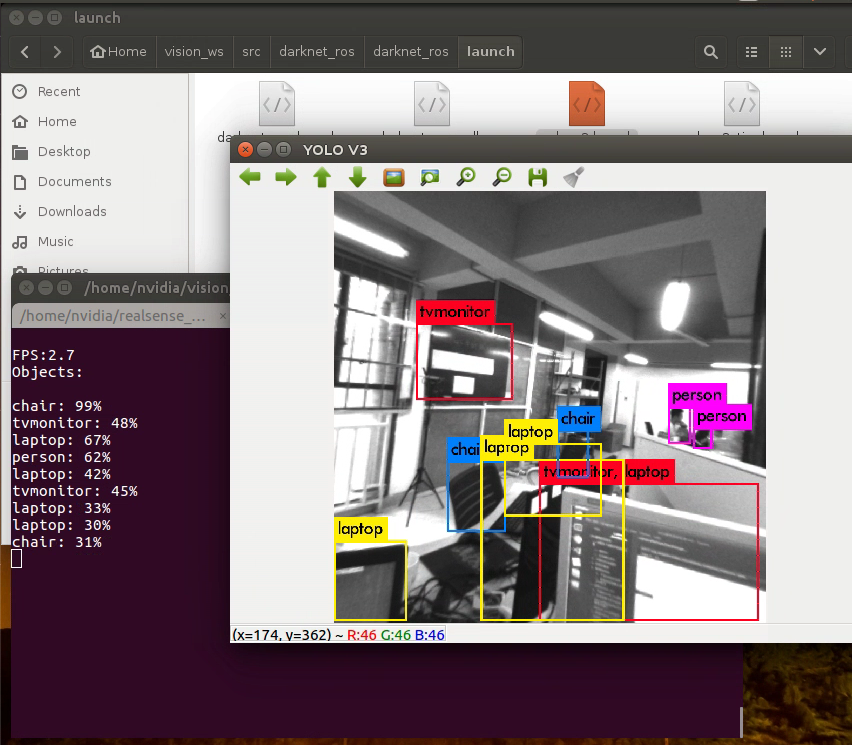 launch
Home vision_ws src darknet_ros darknet_ros launch
Recent
Home
Desktop
Documents
Downloads
Music
Pictures
YOLO V3
/home/nvidia/vision
/home/nvidia/realsense_... ×
FPS:2.7
Objects:
chair: 99%
tvmonitor: 48%
laptop: 67%
person: 62%
laptop: 42%
tvmonitor: 45%
laptop: 33%
laptop: 30%
chair: 31%
tvmonitor
person
person
chair
laptop
chai
laptop
tvmonitor, laptop
laptop
(x=174, y=362) ~ R:46 G:46 B:46